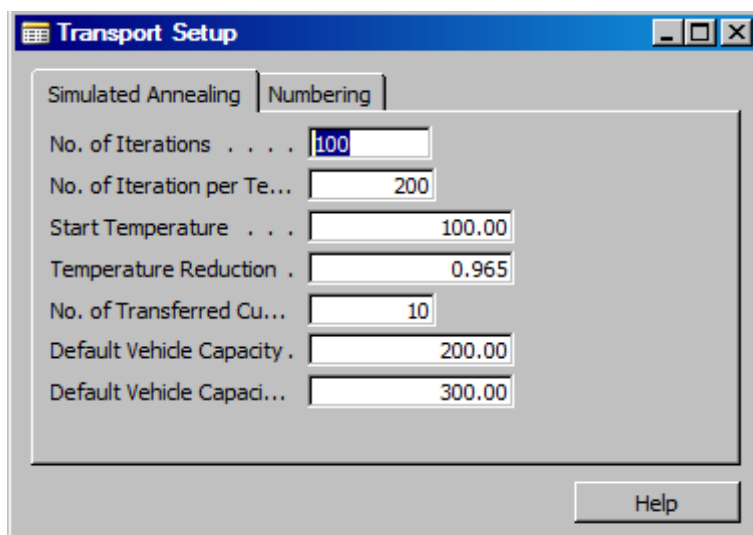 Transport Setup
Simulated Annealing Numbering
No. of Iterations . . . . 100
No. of Iteration per Te... 200
Start Temperature . . . 100.00
Temperature Reduction . 0.965
No. of Transferred Cu... 10
Default Vehicle Capacity . 200.00
Default Vehicle Capaci... 300.00
Help